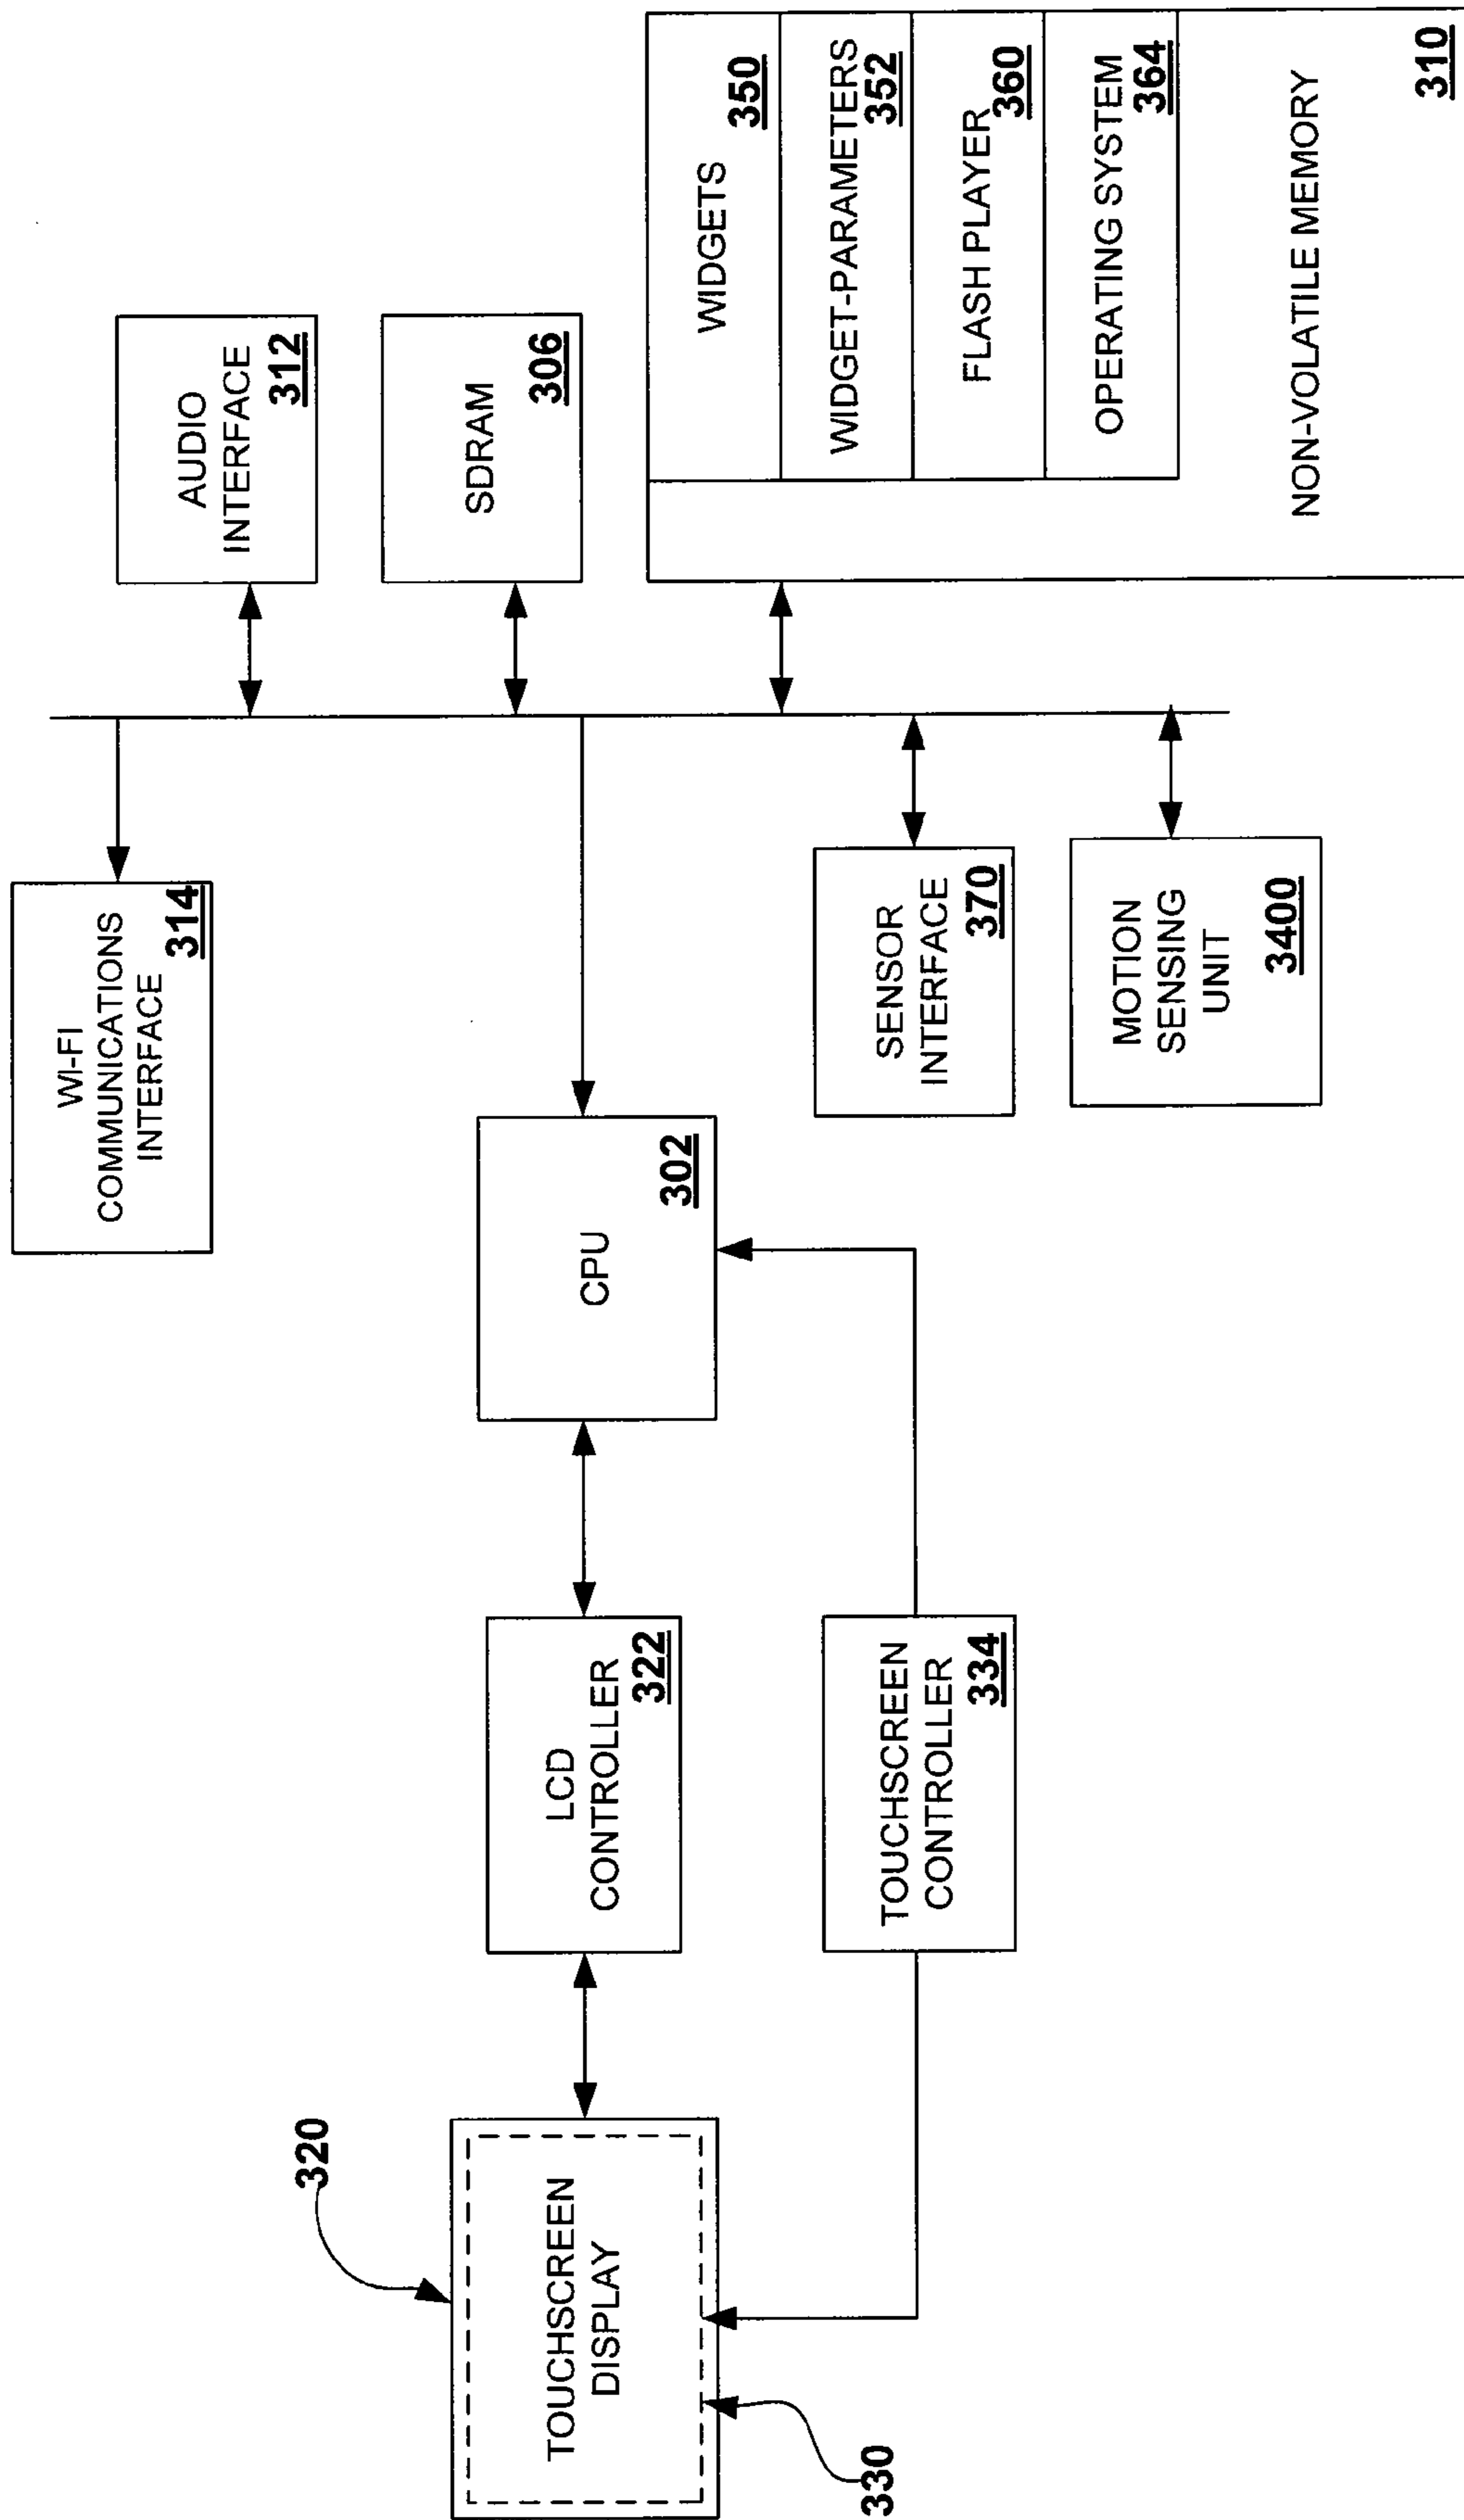 320
TOUCHSCREEN
DISPLAY
330
LCD
CONTROLLER
322
TOUCHSCREEN
CONTROLLER
334
CPU
302
WI-FI
COMMUNICATIONS
INTERFACE
314
SENSOR
INTERFACE
370
MOTION
SENSING
UNIT
3400
AUDIO
INTERFACE
312
SDRAM
306
WIDGETS
350
WIDGET-PARAMETERS
352
FLASH PLAYER
360
OPERATING SYSTEM
364
NON-VOLATILE MEMORY
310